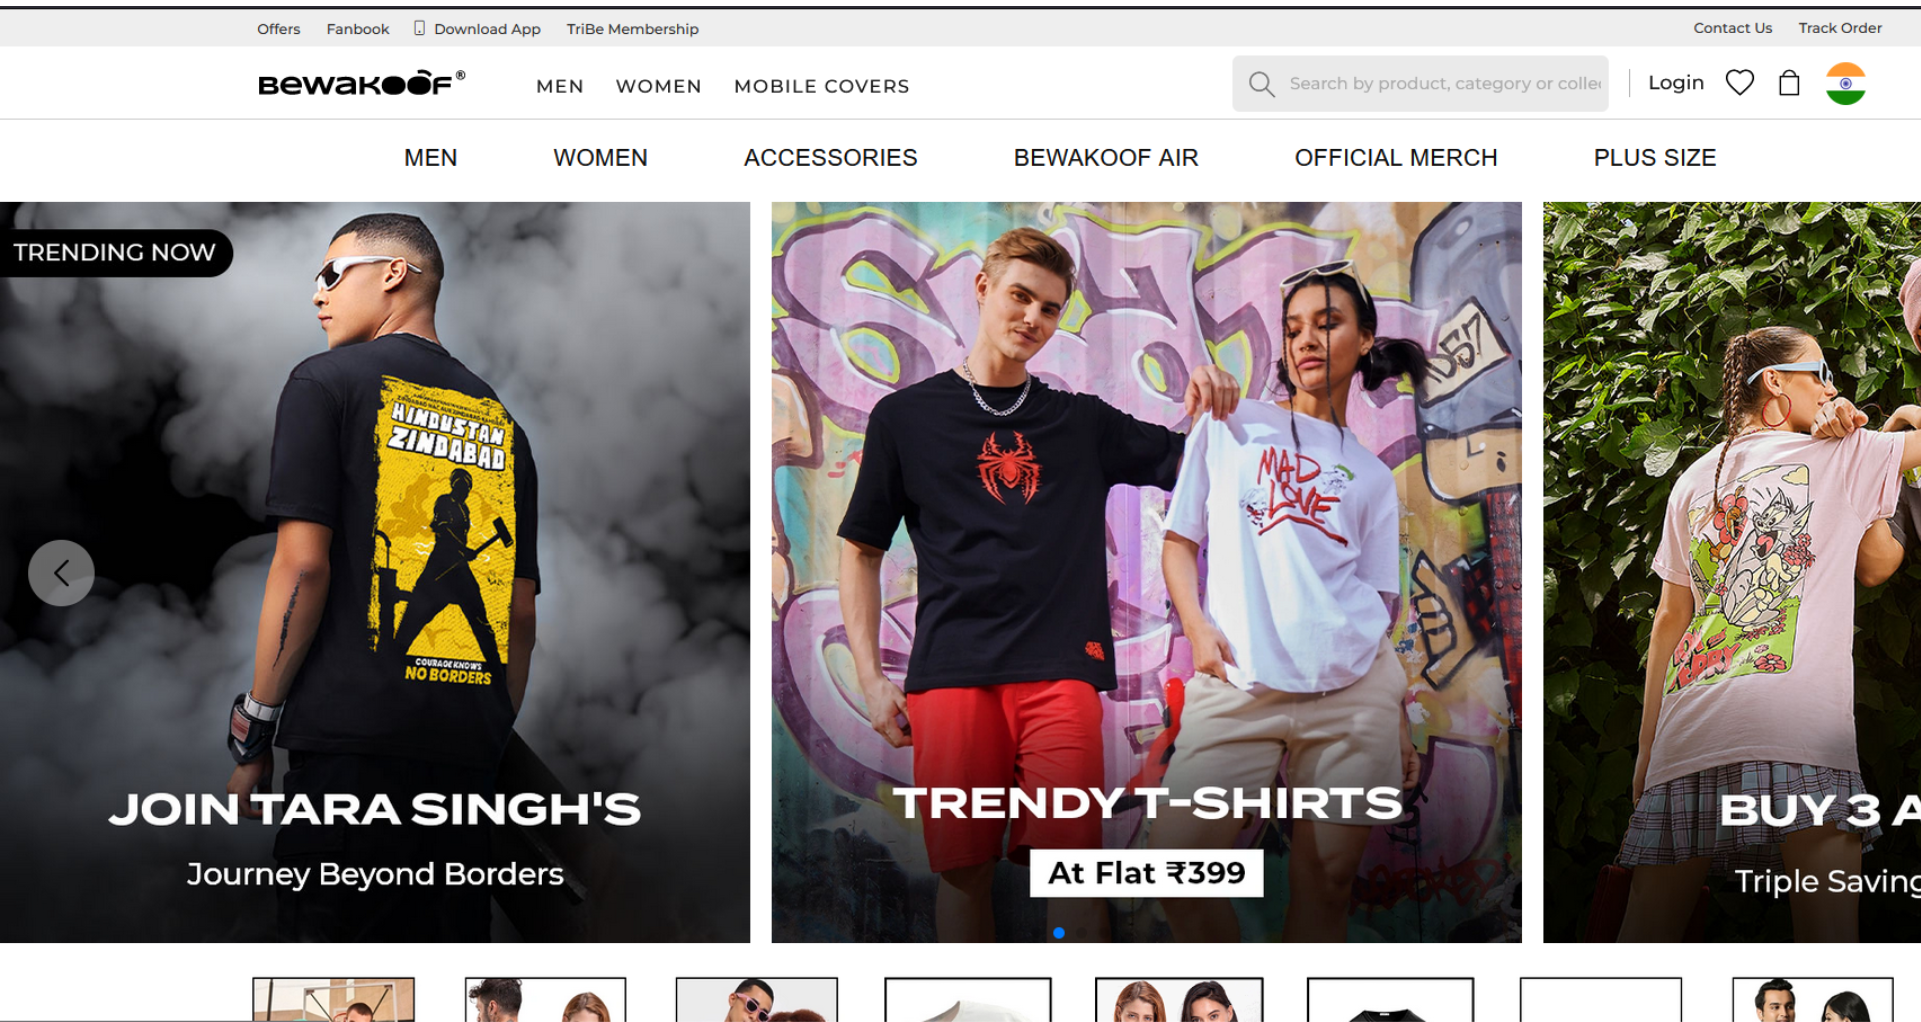 Offers Fanbook Download App TriBe Membership Contact Us Track Order
BEWAKOOF® MEN WOMEN MOBILE COVERS Search by product, category or colle Login
MEN WOMEN ACCESSORIES BEWAKOOF AIR OFFICIAL MERCH PLUS SIZE
TRENDING NOW
HINDUSTAN
ZINDABAD
COURAGE KNOWS
NO BORDERS
JOIN TARA SINGH'S
Journey Beyond Borders
MAD
LOVE
TRENDY T-SHIRTS
At Flat ₹399
BUY 3 A
Triple Saving